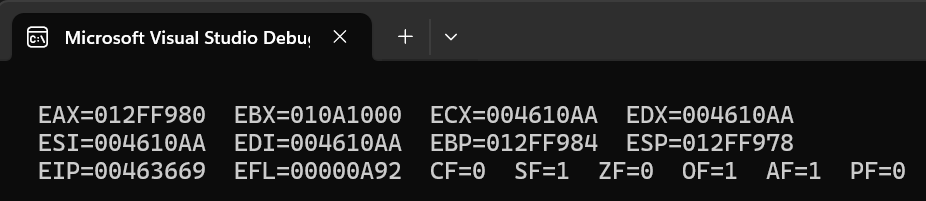 Microsoft Visual Studio Debu
EAX=012FF980 EBX=010A1000 ECX=004610AA EDX=004610AA
ESI=004610AA EDI=004610AA EBP=012FF984 ESP=012FF978
EIP=00463669 EFL=00000A92 CF=0 SF=1 ZF=0 OF=1 AF=1 PF=0